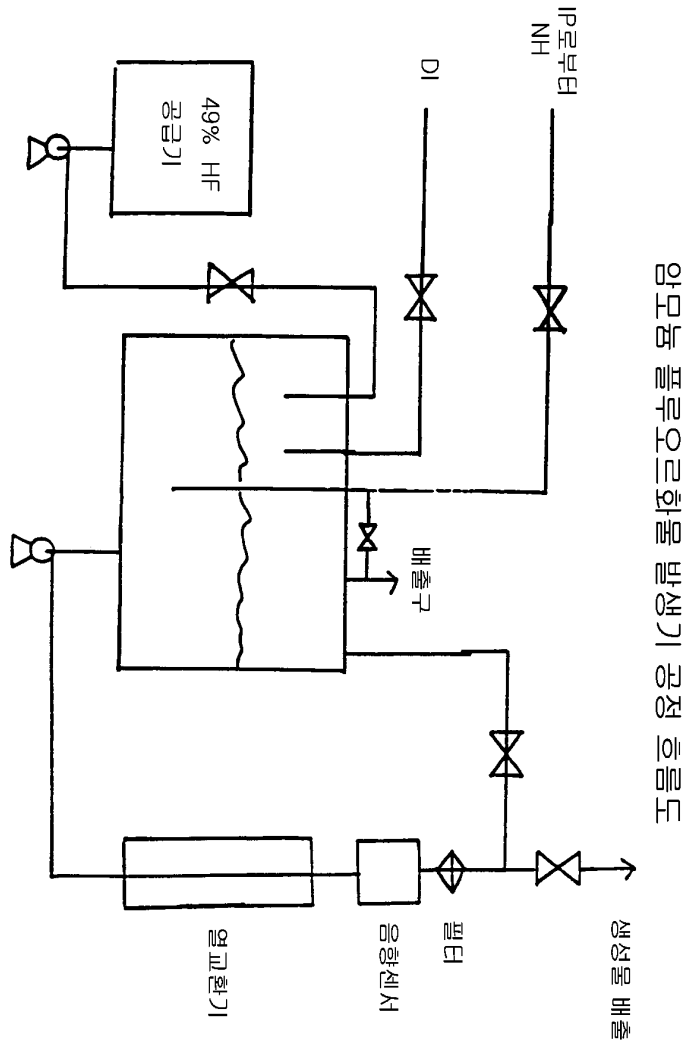 암모늄 플루오르화물 발생기 공정 흐름도
IP로부터
NH
DI
49% HF
공급기
배출구
생성물 배출
필터
음향센서
열교환기